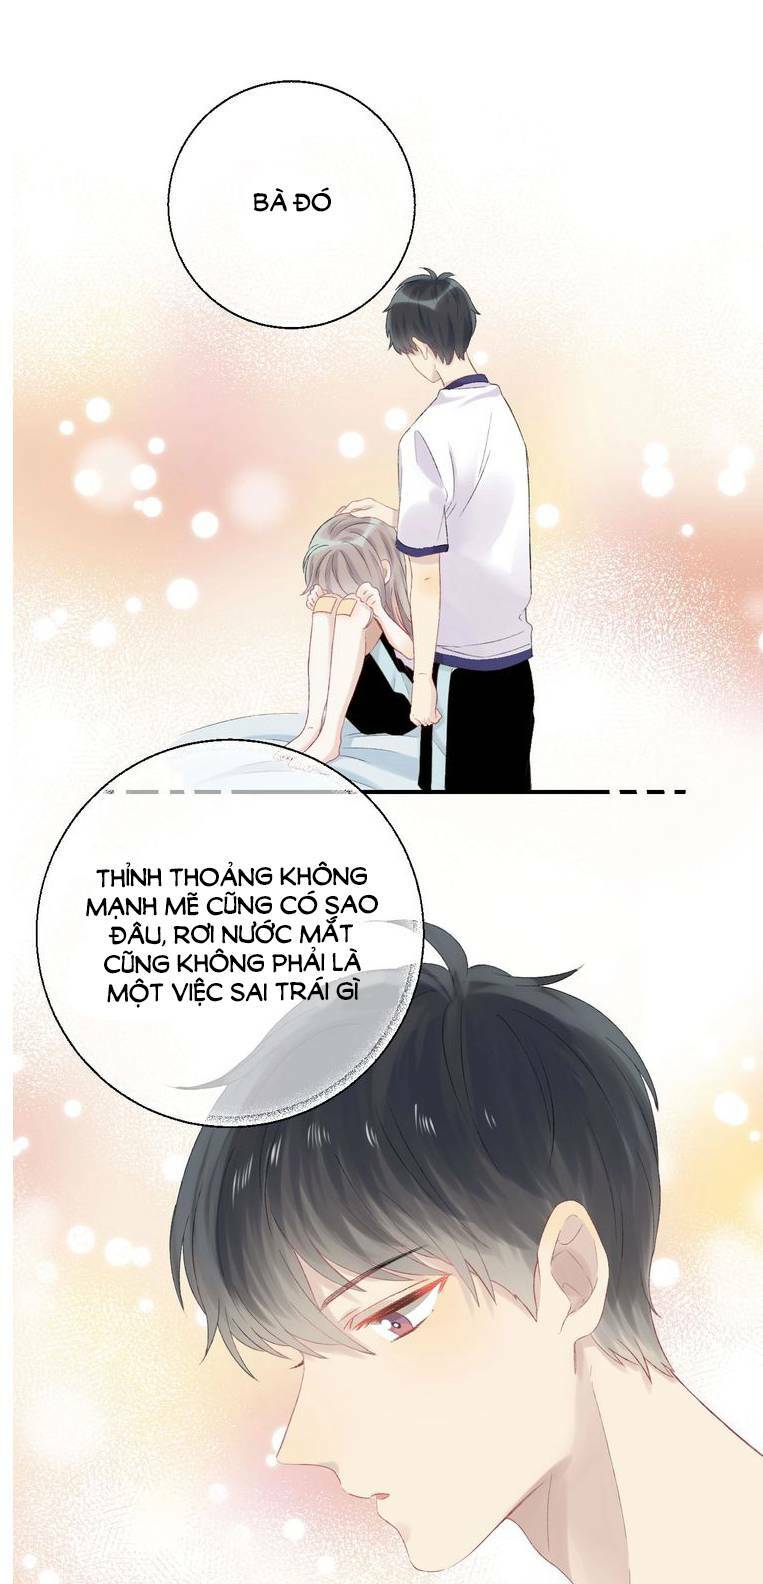 BÀ ĐÓ
THỈNH THOẢNG KHÔNG
MẠNH MẼ CŨNG CÓ SAO
ĐÂU, RƠI NƯỚC MẮT
CŨNG KHÔNG PHẢI LÀ
MỘT VIỆC SAI TRÁI GÌ